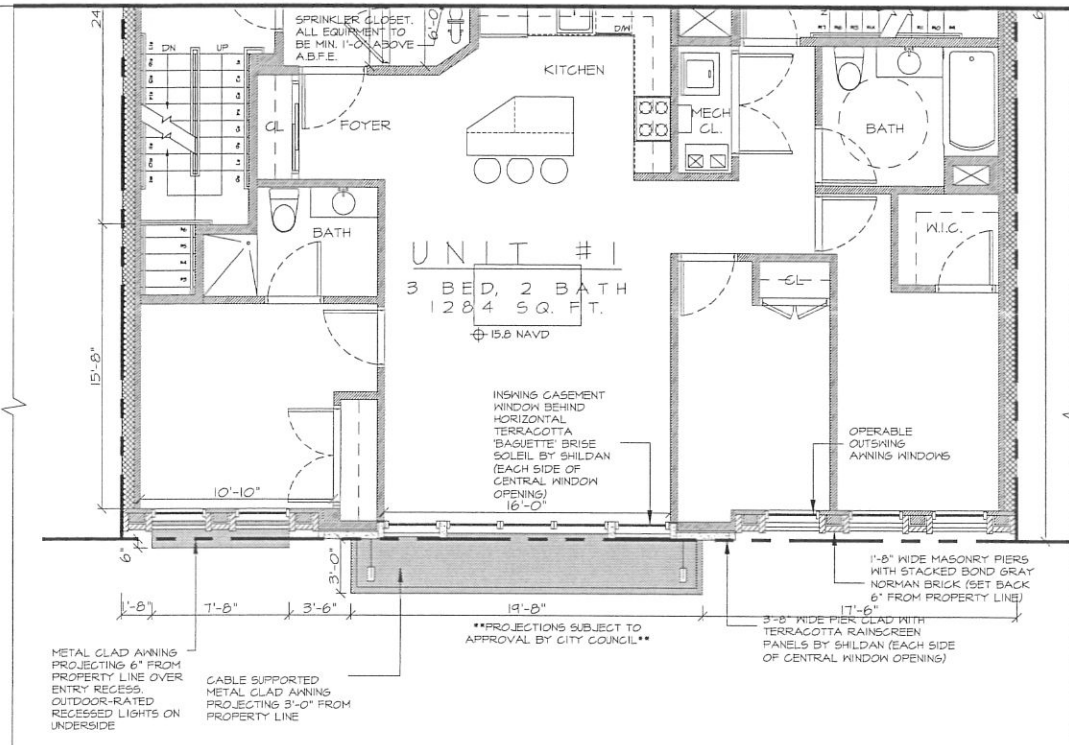 24
DN
UP
SPRINKLER CLOSET.
ALL EQUIPMENT TO
BE MIN. 1'-0" ABOVE
A.B.F.E.
6'-0"
D/W
KITCHEN
CL
FOYER
MECH
CL.
BATH
BATH
W.I.C.
UNIT #1
3 BED, 2 BATH
1284 SQ. FT.
15.8 NAVD
CL
15'-8"
INSWING CASEMENT
WINDOW BEHIND
HORIZONTAL
TERRACOTTA
'BAGUETTE' BRISE
SOLEIL BY SHILDAN
(EACH SIDE OF
CENTRAL WINDOW
OPENING)
OPERABLE
OUTSWING
AWNING WINDOWS
10'-10"
16'-0"
6"
3'-0"
1'-8" WIDE MASONRY PIERS
WITH STACKED BOND GRAY
NORMAN BRICK (SET BACK
6" FROM PROPERTY LINE)
1'-8"
7'-8"
3'-6"
19'-8"
17'-6"
**PROJECTIONS SUBJECT TO
APPROVAL BY CITY COUNCIL**
3'-8" WIDE PIER CLAD WITH
TERRACOTTA RAINSCREEN
PANELS BY SHILDAN (EACH SIDE
OF CENTRAL WINDOW OPENING)
METAL CLAD AWNING
PROJECTING 6" FROM
PROPERTY LINE OVER
ENTRY RECESS.
OUTDOOR-RATED
RECESSED LIGHTS ON
UNDERSIDE
CABLE SUPPORTED
METAL CLAD AWNING
PROJECTING 3'-0" FROM
PROPERTY LINE